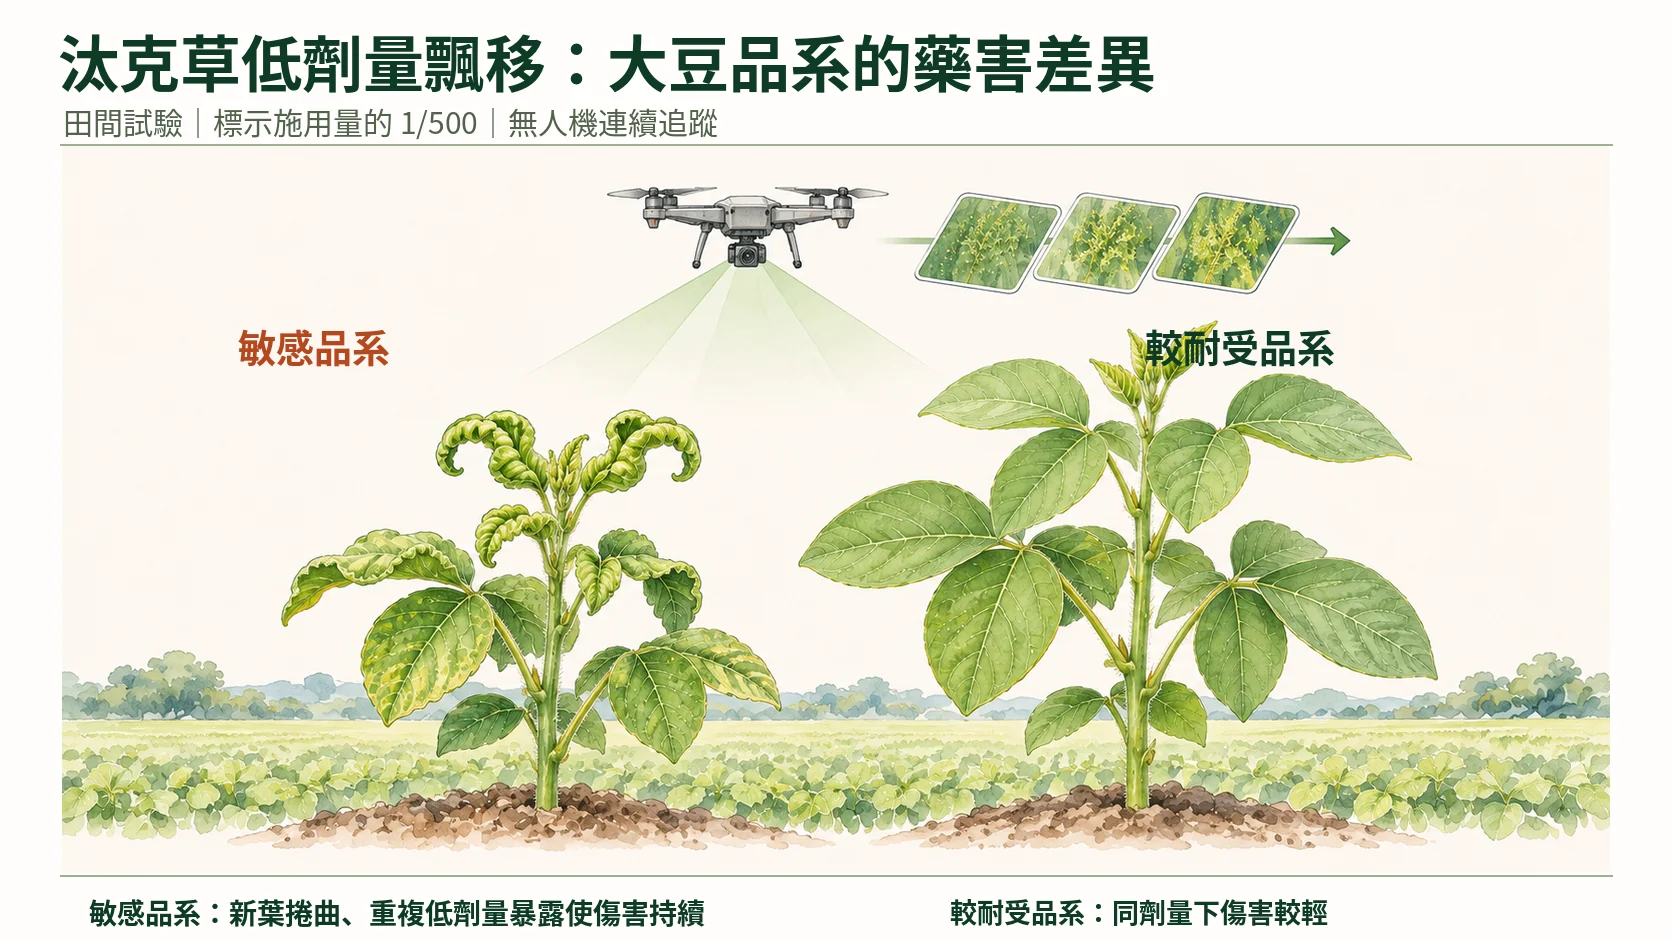 汰克草低劑量飄移：大豆品系的藥害差異
田間試驗｜標示施用量的 1/500｜無人機連續追蹤
敏感品系
較耐受品系
敏感品系：新葉捲曲、重複低劑量暴露使傷害持續
較耐受品系：同劑量下傷害較輕